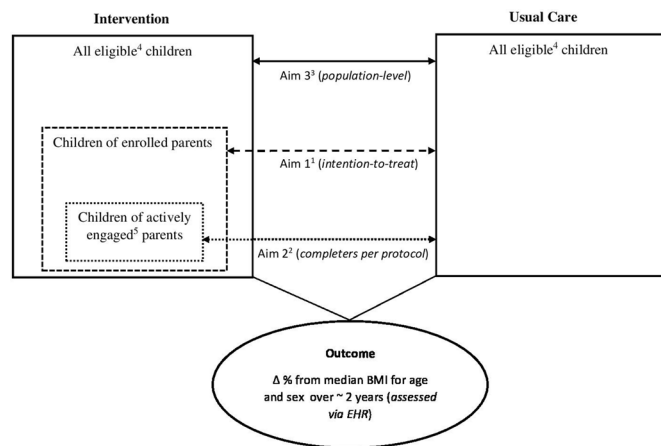 Intervention
Usual Care
All eligible⁴ children
All eligible⁴ children
Aim 3³ (population-level)
Children of enrolled parents
Aim 1¹ (intention-to-treat)
Children of actively
engaged⁵ parents
Aim 2² (completers per protocol)
Outcome
Δ % from median BMI for age
and sex over ~ 2 years (assessed
via EHR)